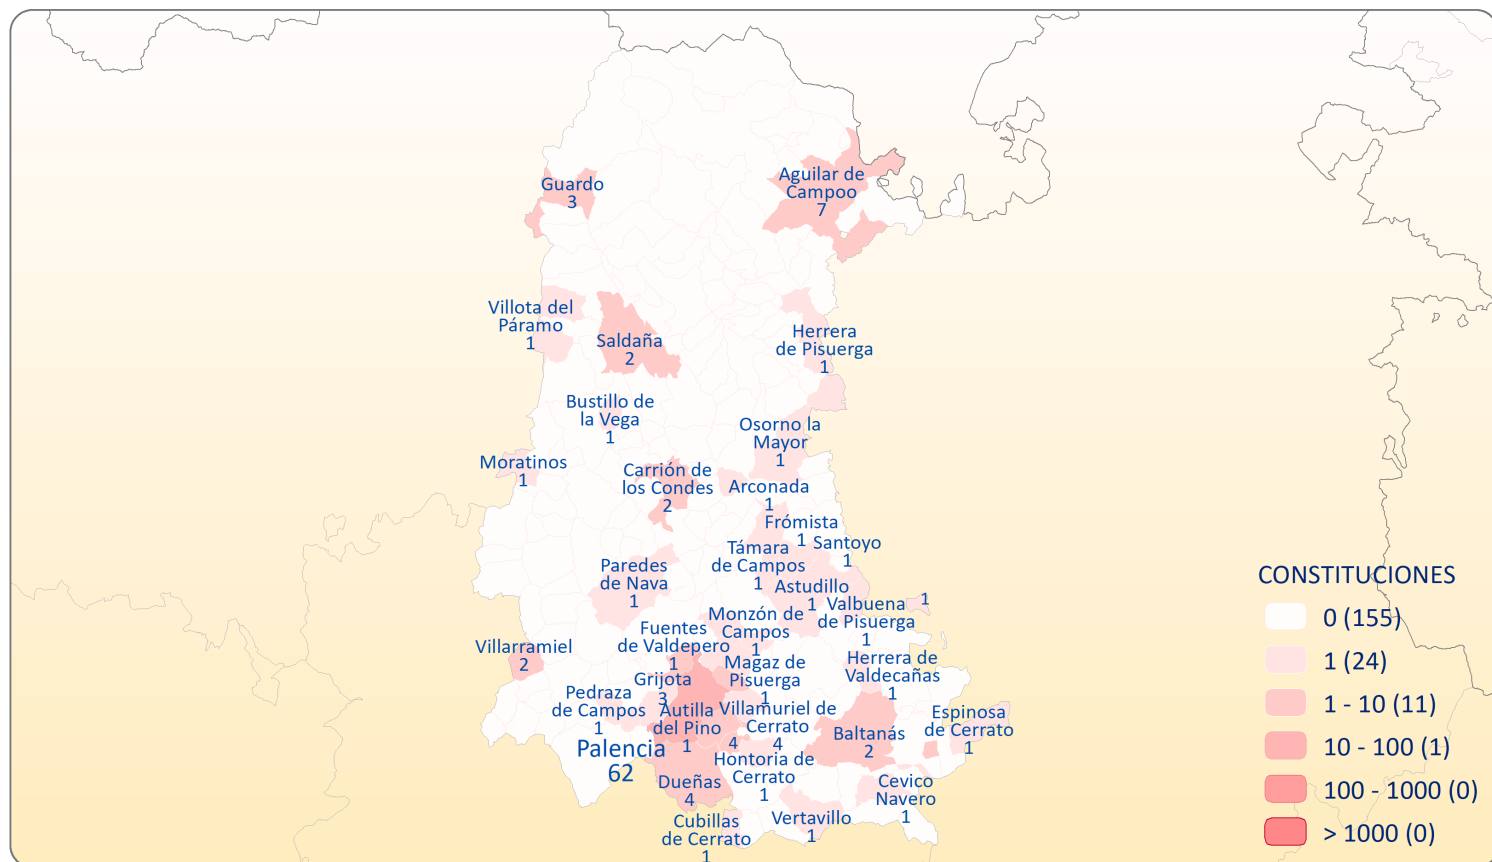 Guardo
3
Aguilar de
Campoo
7
Villota del
Páramo
1
Saldaña
2
Herrera
de Pisuerga
1
Bustillo de
la Vega
1
Osorno la
Mayor
1
Moratinos
1
Carrión de
los Condes
2
Arconada
1
Frómista
1
Santoyo
1
Támara
de Campos
1
Paredes
de Nava
1
Astudillo
1
Valbuena
de Pisuerga
1
1
Monzón de
Campos
1
Fuentes
de Valdepero
1
Villarramiel
2
Magaz de
Pisuerga
1
Herrera de
Valdecañas
1
Grijota
3
Pedraza
de Campos
1
Autilla
del Pino
1
Villamuriel de
Cerrato
4
4
Baltanás
2
Espinosa
de Cerrato
1
Palencia
62
Hontoria de
Cerrato
1
Dueñas
4
Cevico
Navero
1
Cubillas
de Cerrato
1
Vertavillo
1
CONSTITUCIONES
0 (155)
1 (24)
1 - 10 (11)
10 - 100 (1)
100 - 1000 (0)
> 1000 (0)